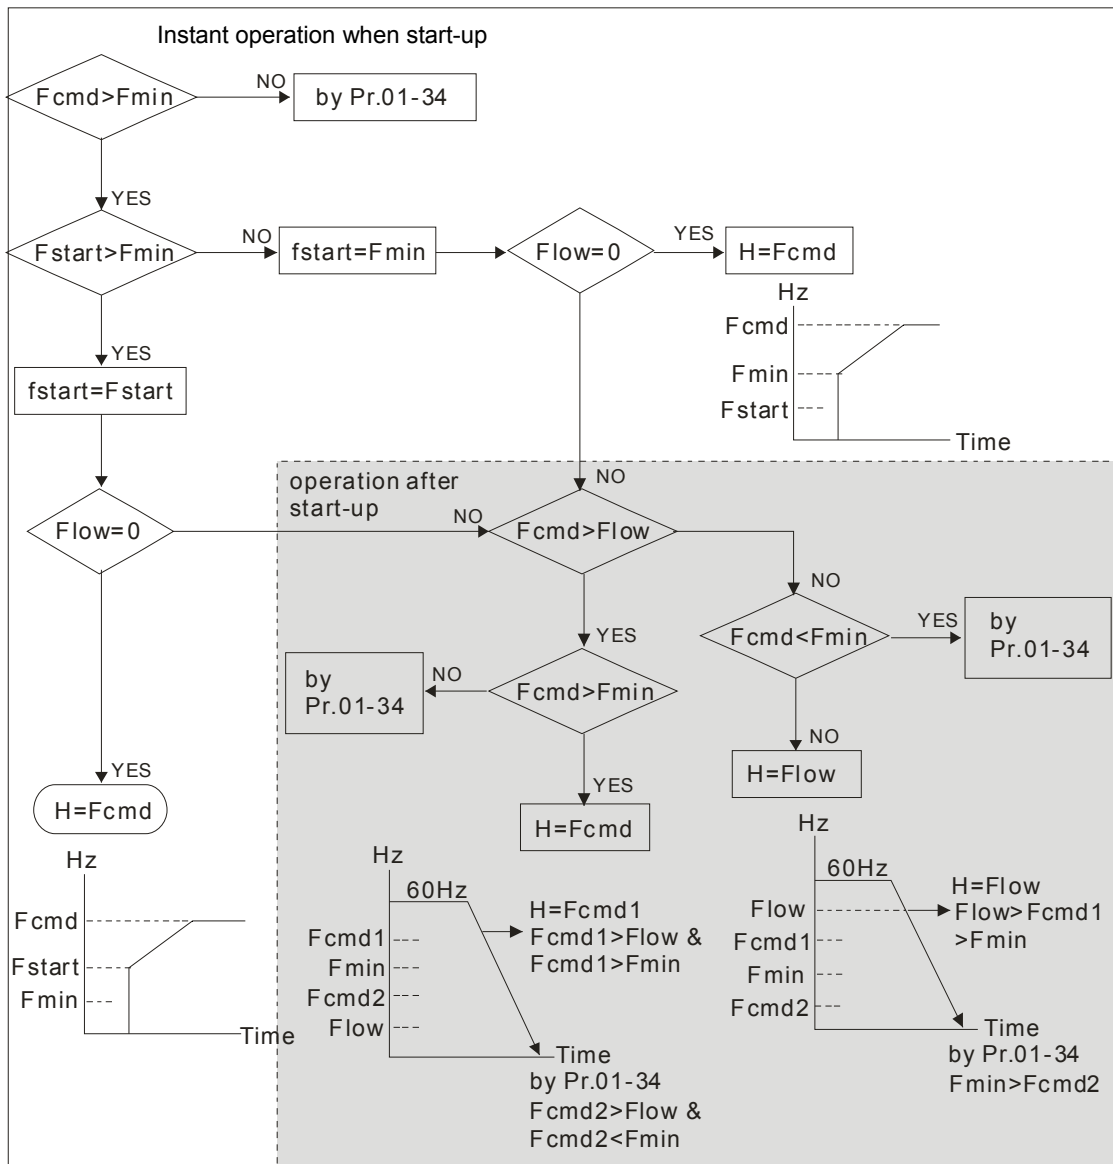 Instant operation when start-up
Fcmd>Fmin
NO
by Pr.01-34
YES
Fstart>Fmin
NO
fstart=Fmin
Flow=0
YES
H=Fcmd
Hz
Fcmd
Fmin
Fstart
Time
YES
fstart=Fstart
Flow=0
NO
operation after
start-up
NO
Fcmd>Flow
NO
YES
Fcmd<Fmin
YES
by
Pr.01-34
by
Pr.01-34
NO
Fcmd>Fmin
NO
H=Flow
YES
H=Fcmd
YES
H=Fcmd
Hz
Fcmd
Fstart
Fmin
Time
Hz
60Hz
H=Fcmd1
Fcmd1>Flow &
Fcmd1>Fmin
Fcmd1
Fmin
Fcmd2
Flow
Time
by Pr.01-34
Fcmd2>Flow &
Fcmd2<Fmin
Hz
60Hz
H=Flow
Flow>Fcmd1
>Fmin
Flow
Fcmd1
Fmin
Fcmd2
Time
by Pr.01-34
Fmin>Fcmd2